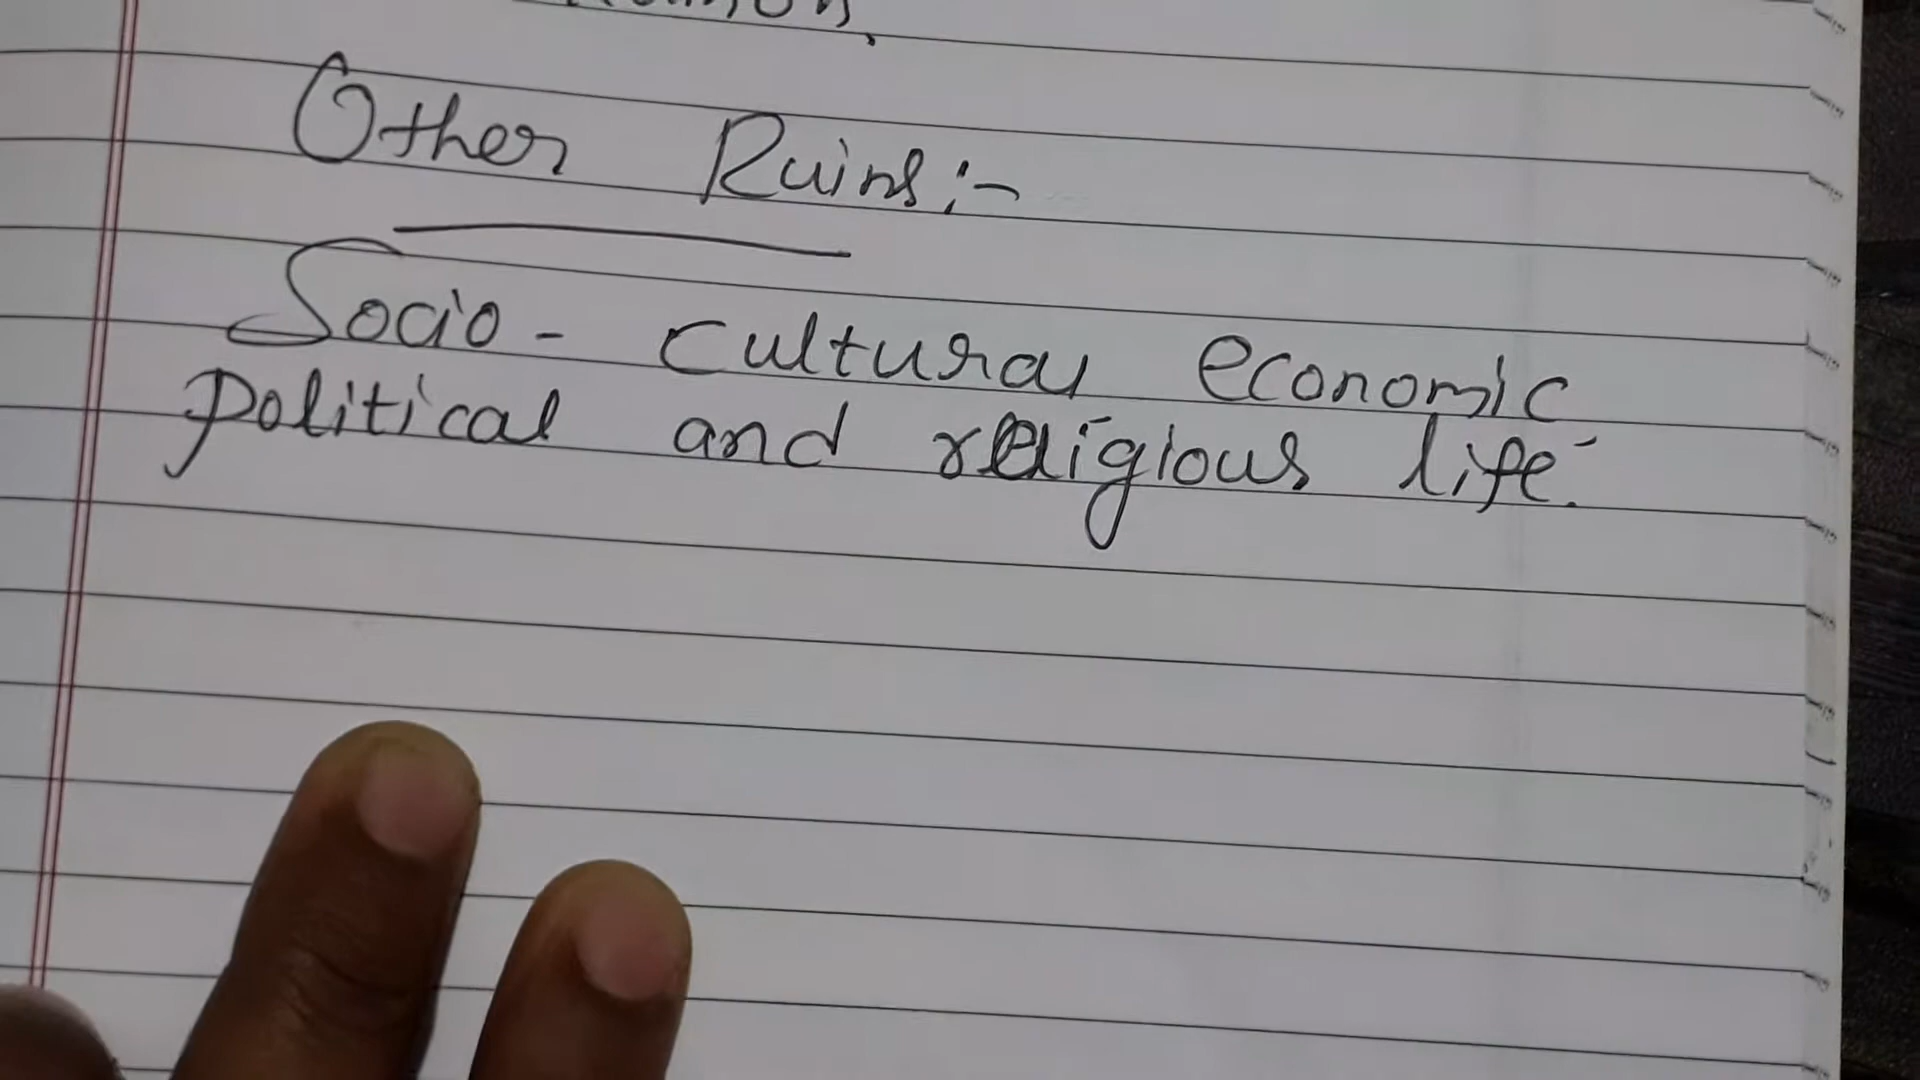 Other Ruins:-
Socio - cultural economic
political and religious life.